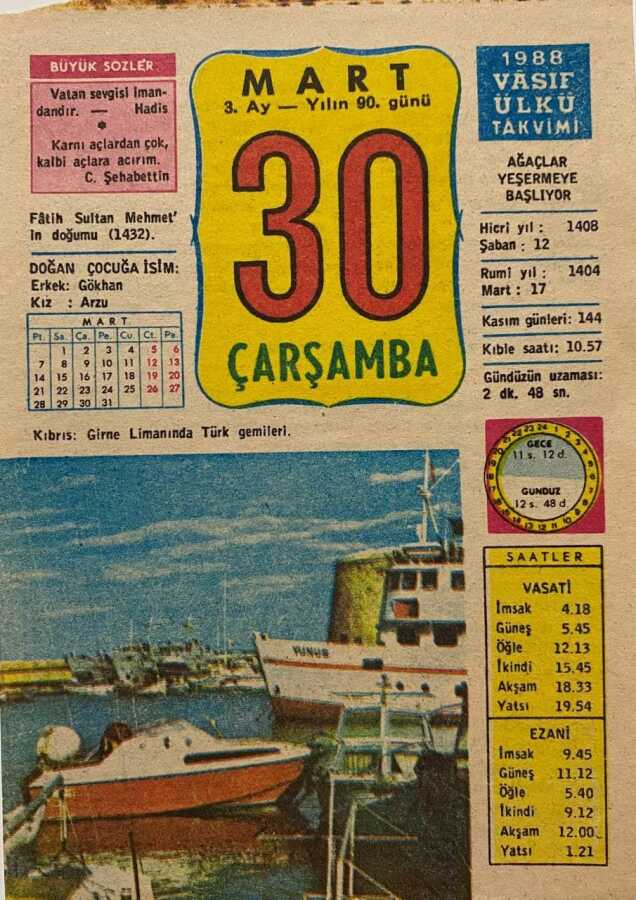 BÜYÜK SOZLER
Vatan sevgisi iman-
dandır. — Hadis
*
Karnı açlardan çok,
kalbi açlara acırım.
C. Şehabettin
Fâtih Sultan Mehmet'
in doğumu (1432).
DOĞAN ÇOCUĞA İSİM:
Erkek: Gökhan
Kız : Arzu
MART
Pt. Sa. Ça. Pe. Cu. Ct. Pa.
1 2 3 4 5 6
7 8 9 10 11 12 13
14 15 16 17 18 19 20
21 22 23 24 25 26 27
28 29 30 31
MART
3. Ay — Yılın 90. günü
30
ÇARŞAMBA
1988
VÂSIF
ÜLKÜ
TAKVİMİ
AĞAÇLAR
YEŞERMEYE
BAŞLIYOR
Hicri yıl : 1408
Şaban : 12
Rumi yıl : 1404
Mart : 17
Kasım günleri: 144
Kıble saati: 10.57
Gündüzün uzaması:
2 dk. 48 sn.
Kıbrıs: Girne Limanında Türk gemileri.
GECE
11 s. 12 d.
GUNDUZ
12 s. 48 d.
YUNUS
SAATLER
VASATİ
İmsak 4.18
Güneş 5.45
Öğle 12.13
İkindi 15.45
Akşam 18.33
Yatsı 19.54
EZANİ
İmsak 9.45
Güneş 11.12
Öğle 5.40
İkindi 9.12
Akşam 12.00
Yatsı 1.21